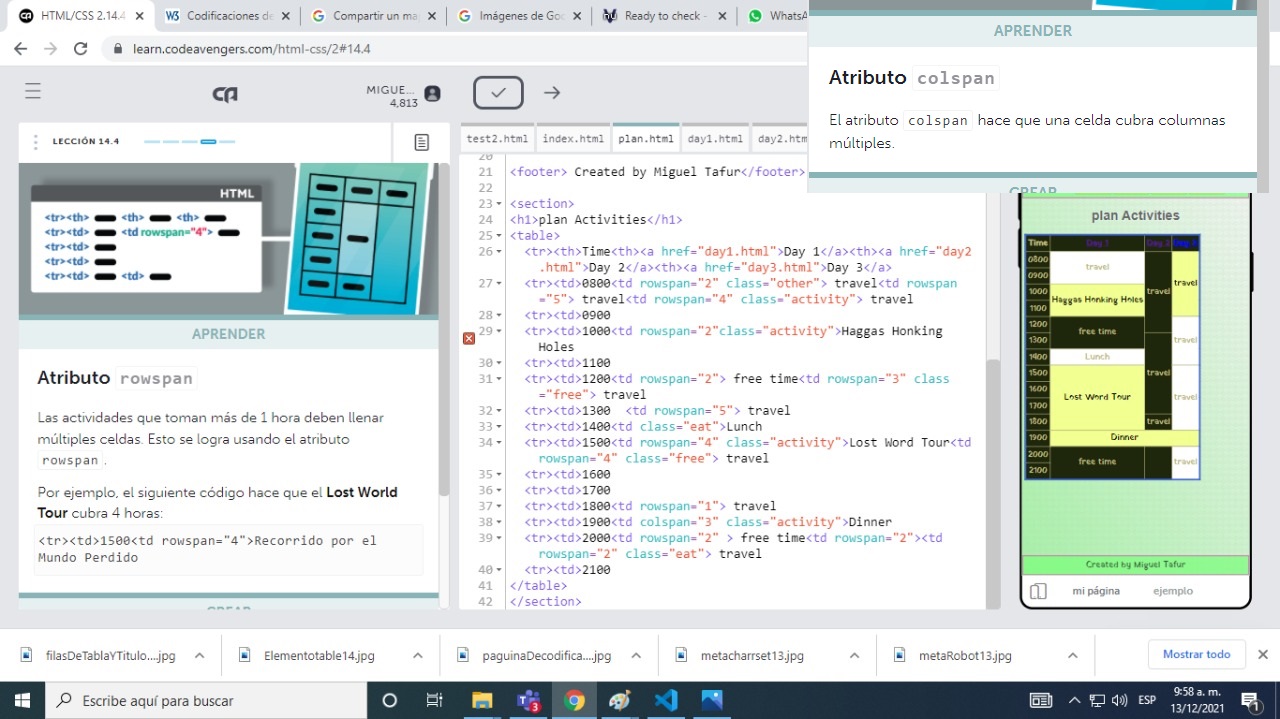 HTML/CSS 2.14.4
Codificaciones de
Compartir un ma
Imágenes de Goo
Ready to check -
WhatsA
learn.codeavengers.com/html-css/2#14.4
MIGUE...
4,813
LECCIÓN 14.4
HTML
<tr><th> <th> <th>
<tr><td> <td rowspan="4">
<tr><td>
<tr><td>
<tr><td> <td>
APRENDER
Atributo rowspan
Las actividades que toman más de 1 hora deben llenar
múltiples celdas. Esto se logra usando el atributo
rowspan.
Por ejemplo, el siguiente código hace que el Lost World
Tour cubra 4 horas:
<tr><td>1500<td rowspan="4">Recorrido por el
Mundo Perdido
CREAR
test2.html index.html plan.html day1.html day2.htm
20
21 <footer> Created by Miguel Tafur</footer>
22
23 <section>
24 <h1>plan Activities</h1>
25 <table>
26 <tr><th>Time<th><a href="day1.html">Day 1</a><th><a href="day2
.html">Day 2</a><th><a href="day3.html">Day 3</a>
27 <tr><td>0800<td rowspan="2" class="other"> travel<td rowspan
="5"> travel<td rowspan="4" class="activity"> travel
28 <tr><td>0900
29 <tr><td>1000<td rowspan="2"class="activity">Haggas Honking
Holes
30 <tr><td>1100
31 <tr><td>1200<td rowspan="2"> free time<td rowspan="3" class
="free"> travel
32 <tr><td>1300  <td rowspan="5"> travel
33 <tr><td>1400<td class="eat">Lunch
34 <tr><td>1500<td rowspan="4" class="activity">Lost Word Tour<td
rowspan="4" class="free"> travel
35 <tr><td>1600
36 <tr><td>1700
37 <tr><td>1800<td rowspan="1"> travel
38 <tr><td>1900<td colspan="3" class="activity">Dinner
39 <tr><td>2000<td rowspan="2" > free time<td rowspan="2"><td
rowspan="2" class="eat"> travel
40 <tr><td>2100
41 </table>
42 </section>
APRENDER
Atributo colspan
El atributo colspan hace que una celda cubra columnas
múltiples.
CREAR
plan Activities
Time Day 1 Day 2
0800 travel
0900
1000 travel travel
1100 Haggas Honking Holes
1200
1300 free time travel
1400 Lunch
1500 travel
1600
1700 Lost Word Tour travel
1800 travel
1900 Dinner
2000
2100 free time travel
Created by Miguel Tafur
mi página ejemplo
filasDeTablaYTitulo....jpg
Elementotable14.jpg
paguinaDecodifica....jpg
metacharrset13.jpg
metaRobot13.jpg
Mostrar todo
Escribe aquí para buscar
3
ESP
9:58 a. m.
13/12/2021
1